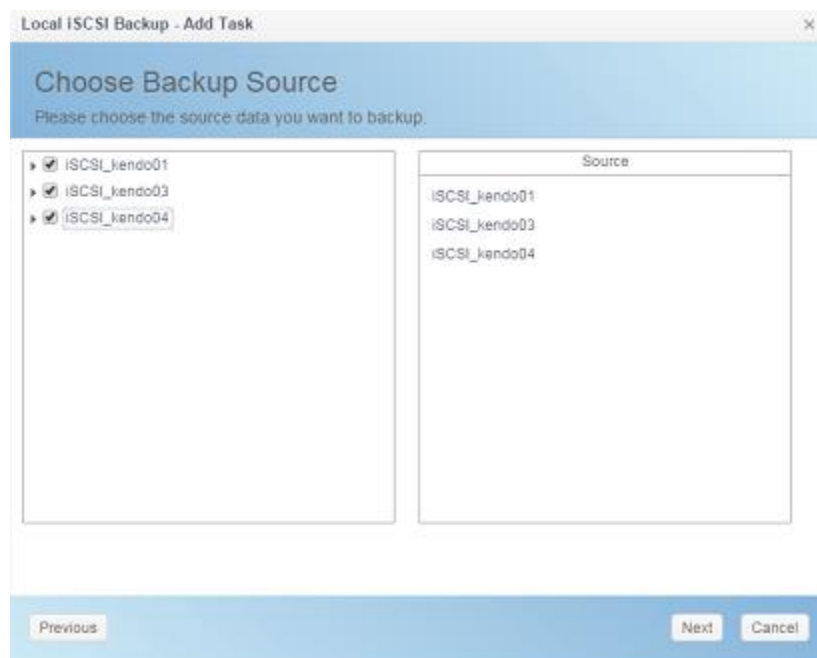 Local iSCSI Backup - Add Task
Choose Backup Source
Please choose the source data you want to backup.
iSCSI_kendo01
iSCSI_kendo03
iSCSI_kendo04
Source
iSCSI_kendo01
iSCSI_kendo03
iSCSI_kendo04
Previous
Next
Cancel